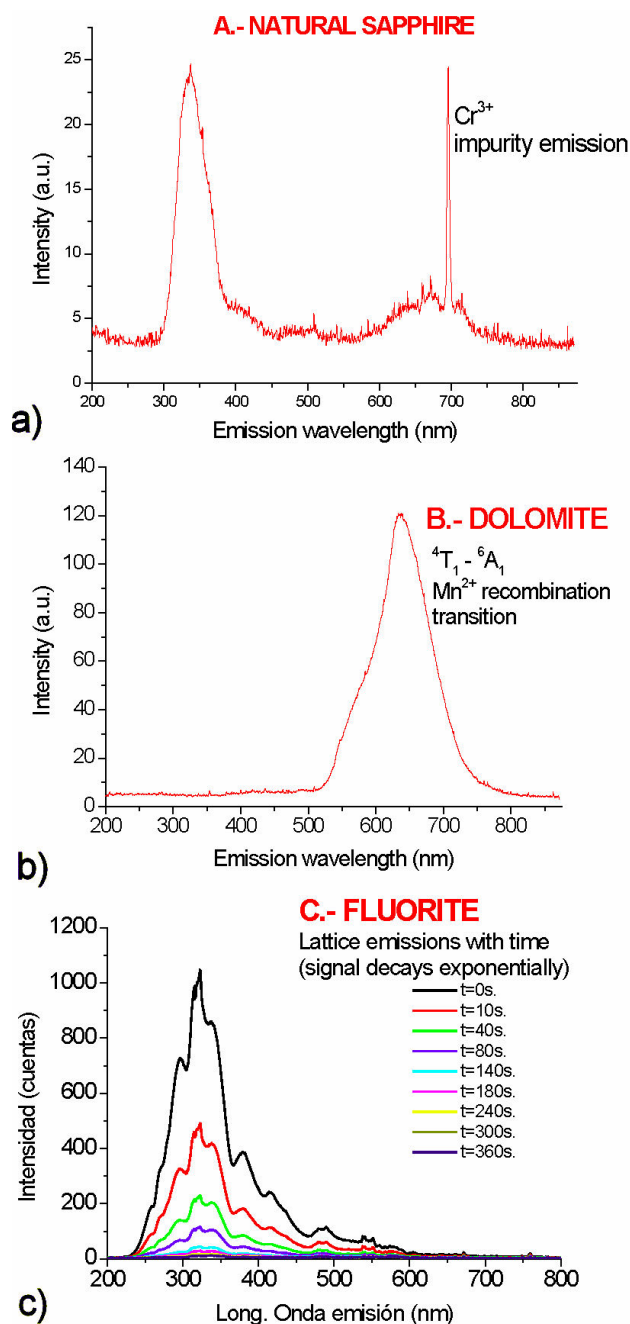 A.- NATURAL SAPPHIRE
25
20
15
10
5
0
Intensity (a.u.)
Cr³⁺
impurity emission
200 300 400 500 600 700 800
Emission wavelength (nm)
a)
140
120
100
80
60
40
20
0
Intensity (a.u.)
B.- DOLOMITE
⁴T₁ - ⁶A₁
Mn²⁺ recombination
transition
200 300 400 500 600 700 800
Emission wavelength (nm)
b)
C.- FLUORITE
Lattice emissions with time
(signal decays exponentially)
t=0s.
t=10s.
t=40s.
t=80s.
t=140s.
t=180s.
t=240s.
t=300s.
t=360s.
1200
1000
800
600
400
200
0
Intensidad (cuentas)
200 300 400 500 600 700 800
Long. Onda emisión (nm)
c)